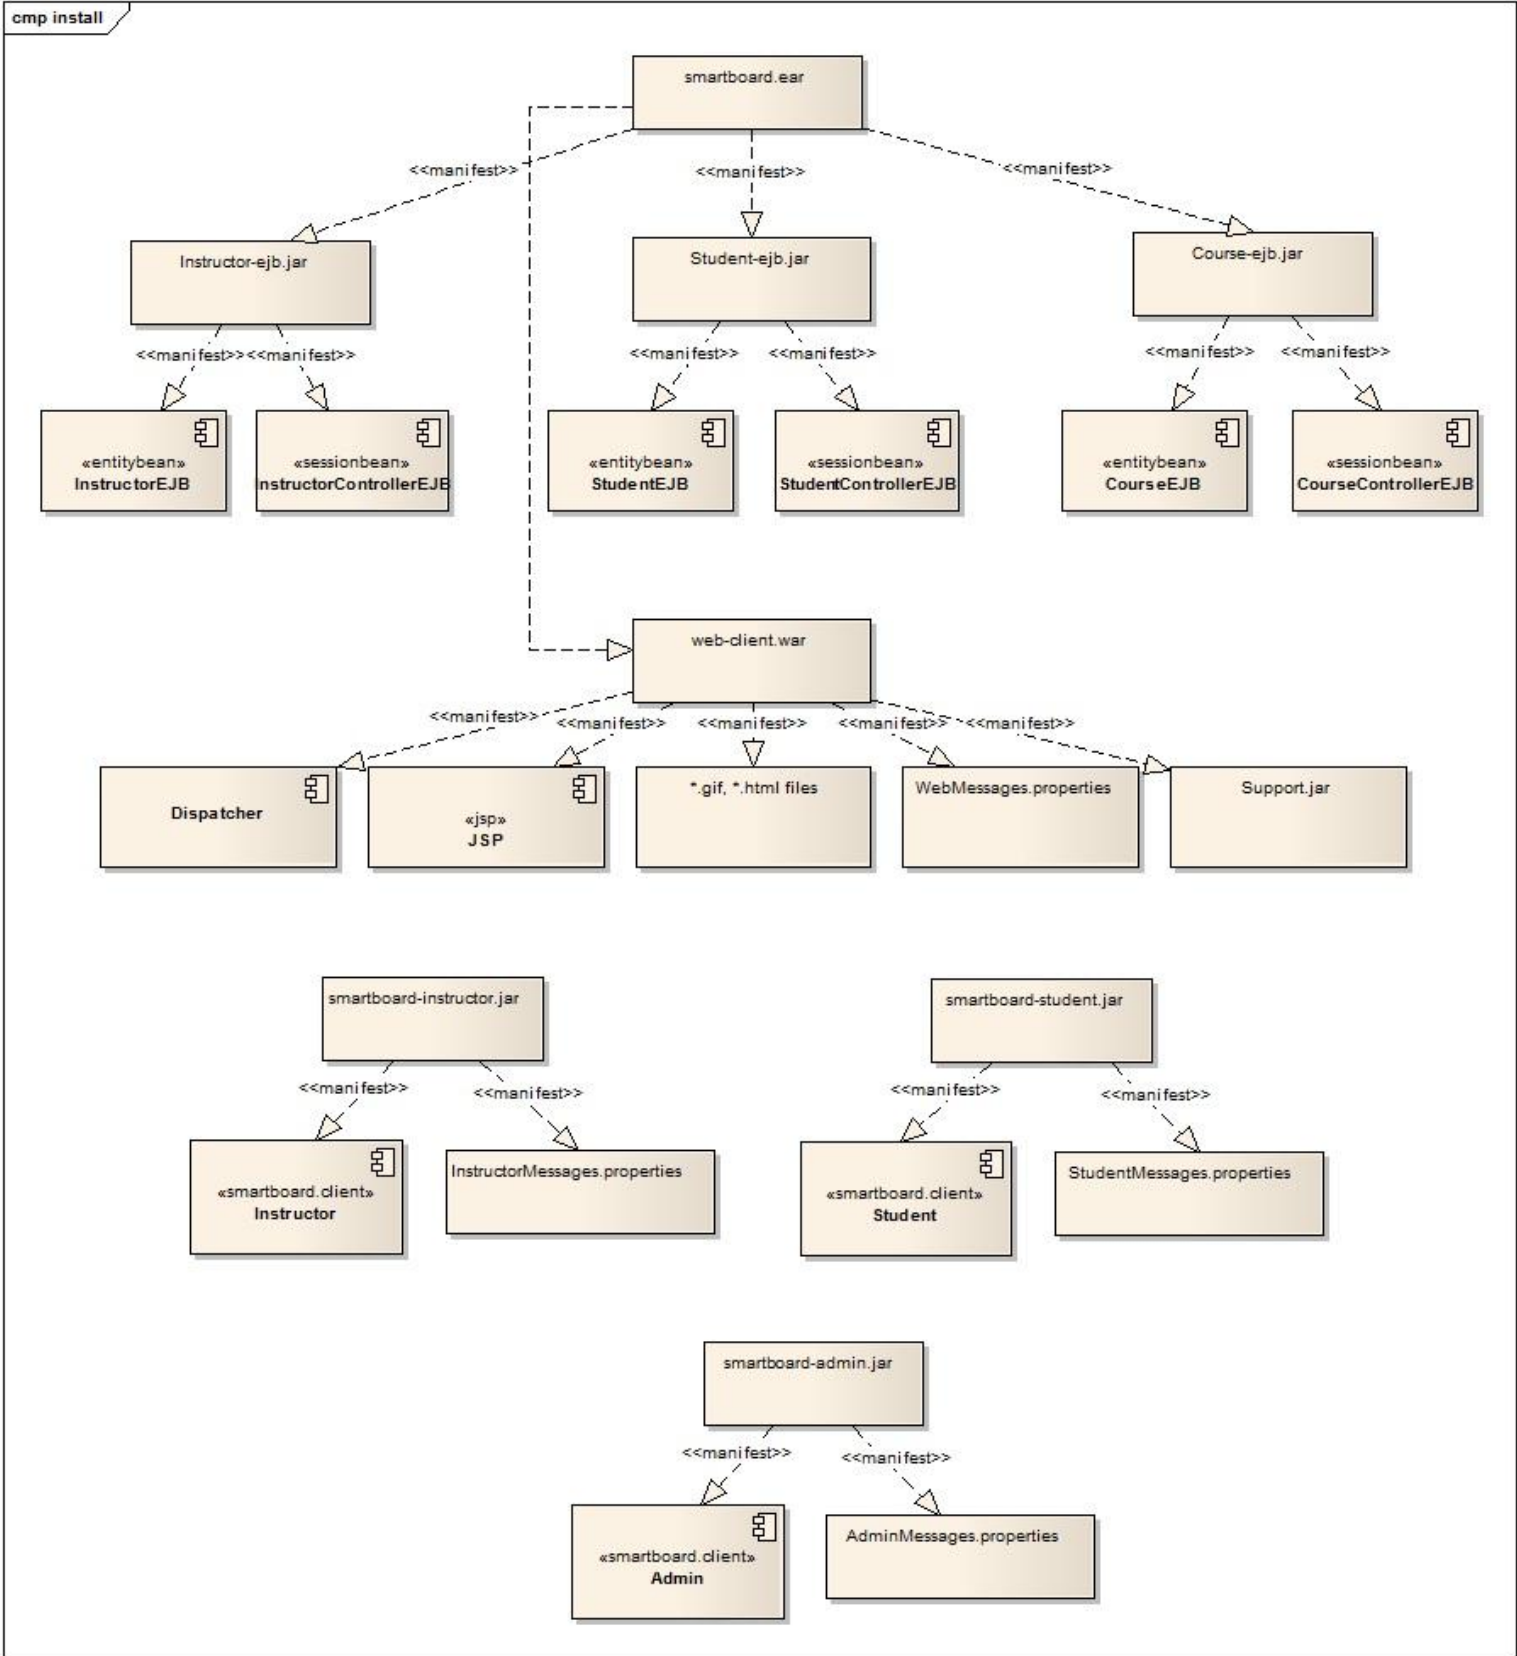 cmp install
smartboard.ear
<<manifest>>
<<manifest>>
<<manifest>>
Instructor-ejb.jar
Student-ejb.jar
Course-ejb.jar
<<manifest>>
<<manifest>>
<<manifest>>
<<manifest>>
<<manifest>>
<<manifest>>
«entitybean»
InstructorEJB
«sessionbean»
InstructorControllerEJB
«entitybean»
StudentEJB
«sessionbean»
StudentControllerEJB
«entitybean»
CourseEJB
«sessionbean»
CourseControllerEJB
web-client.war
<<manifest>>
<<manifest>>
<<manifest>>
<<manifest>>
<<manifest>>
Dispatcher
«jsp»
JSP
*.gif, *.html files
WebMessages.properties
Support.jar
smartboard-instructor.jar
smartboard-student.jar
<<manifest>>
<<manifest>>
<<manifest>>
<<manifest>>
«smartboard.client»
Instructor
InstructorMessages.properties
«smartboard.client»
Student
StudentMessages.properties
smartboard-admin.jar
<<manifest>>
<<manifest>>
«smartboard.client»
Admin
AdminMessages.properties